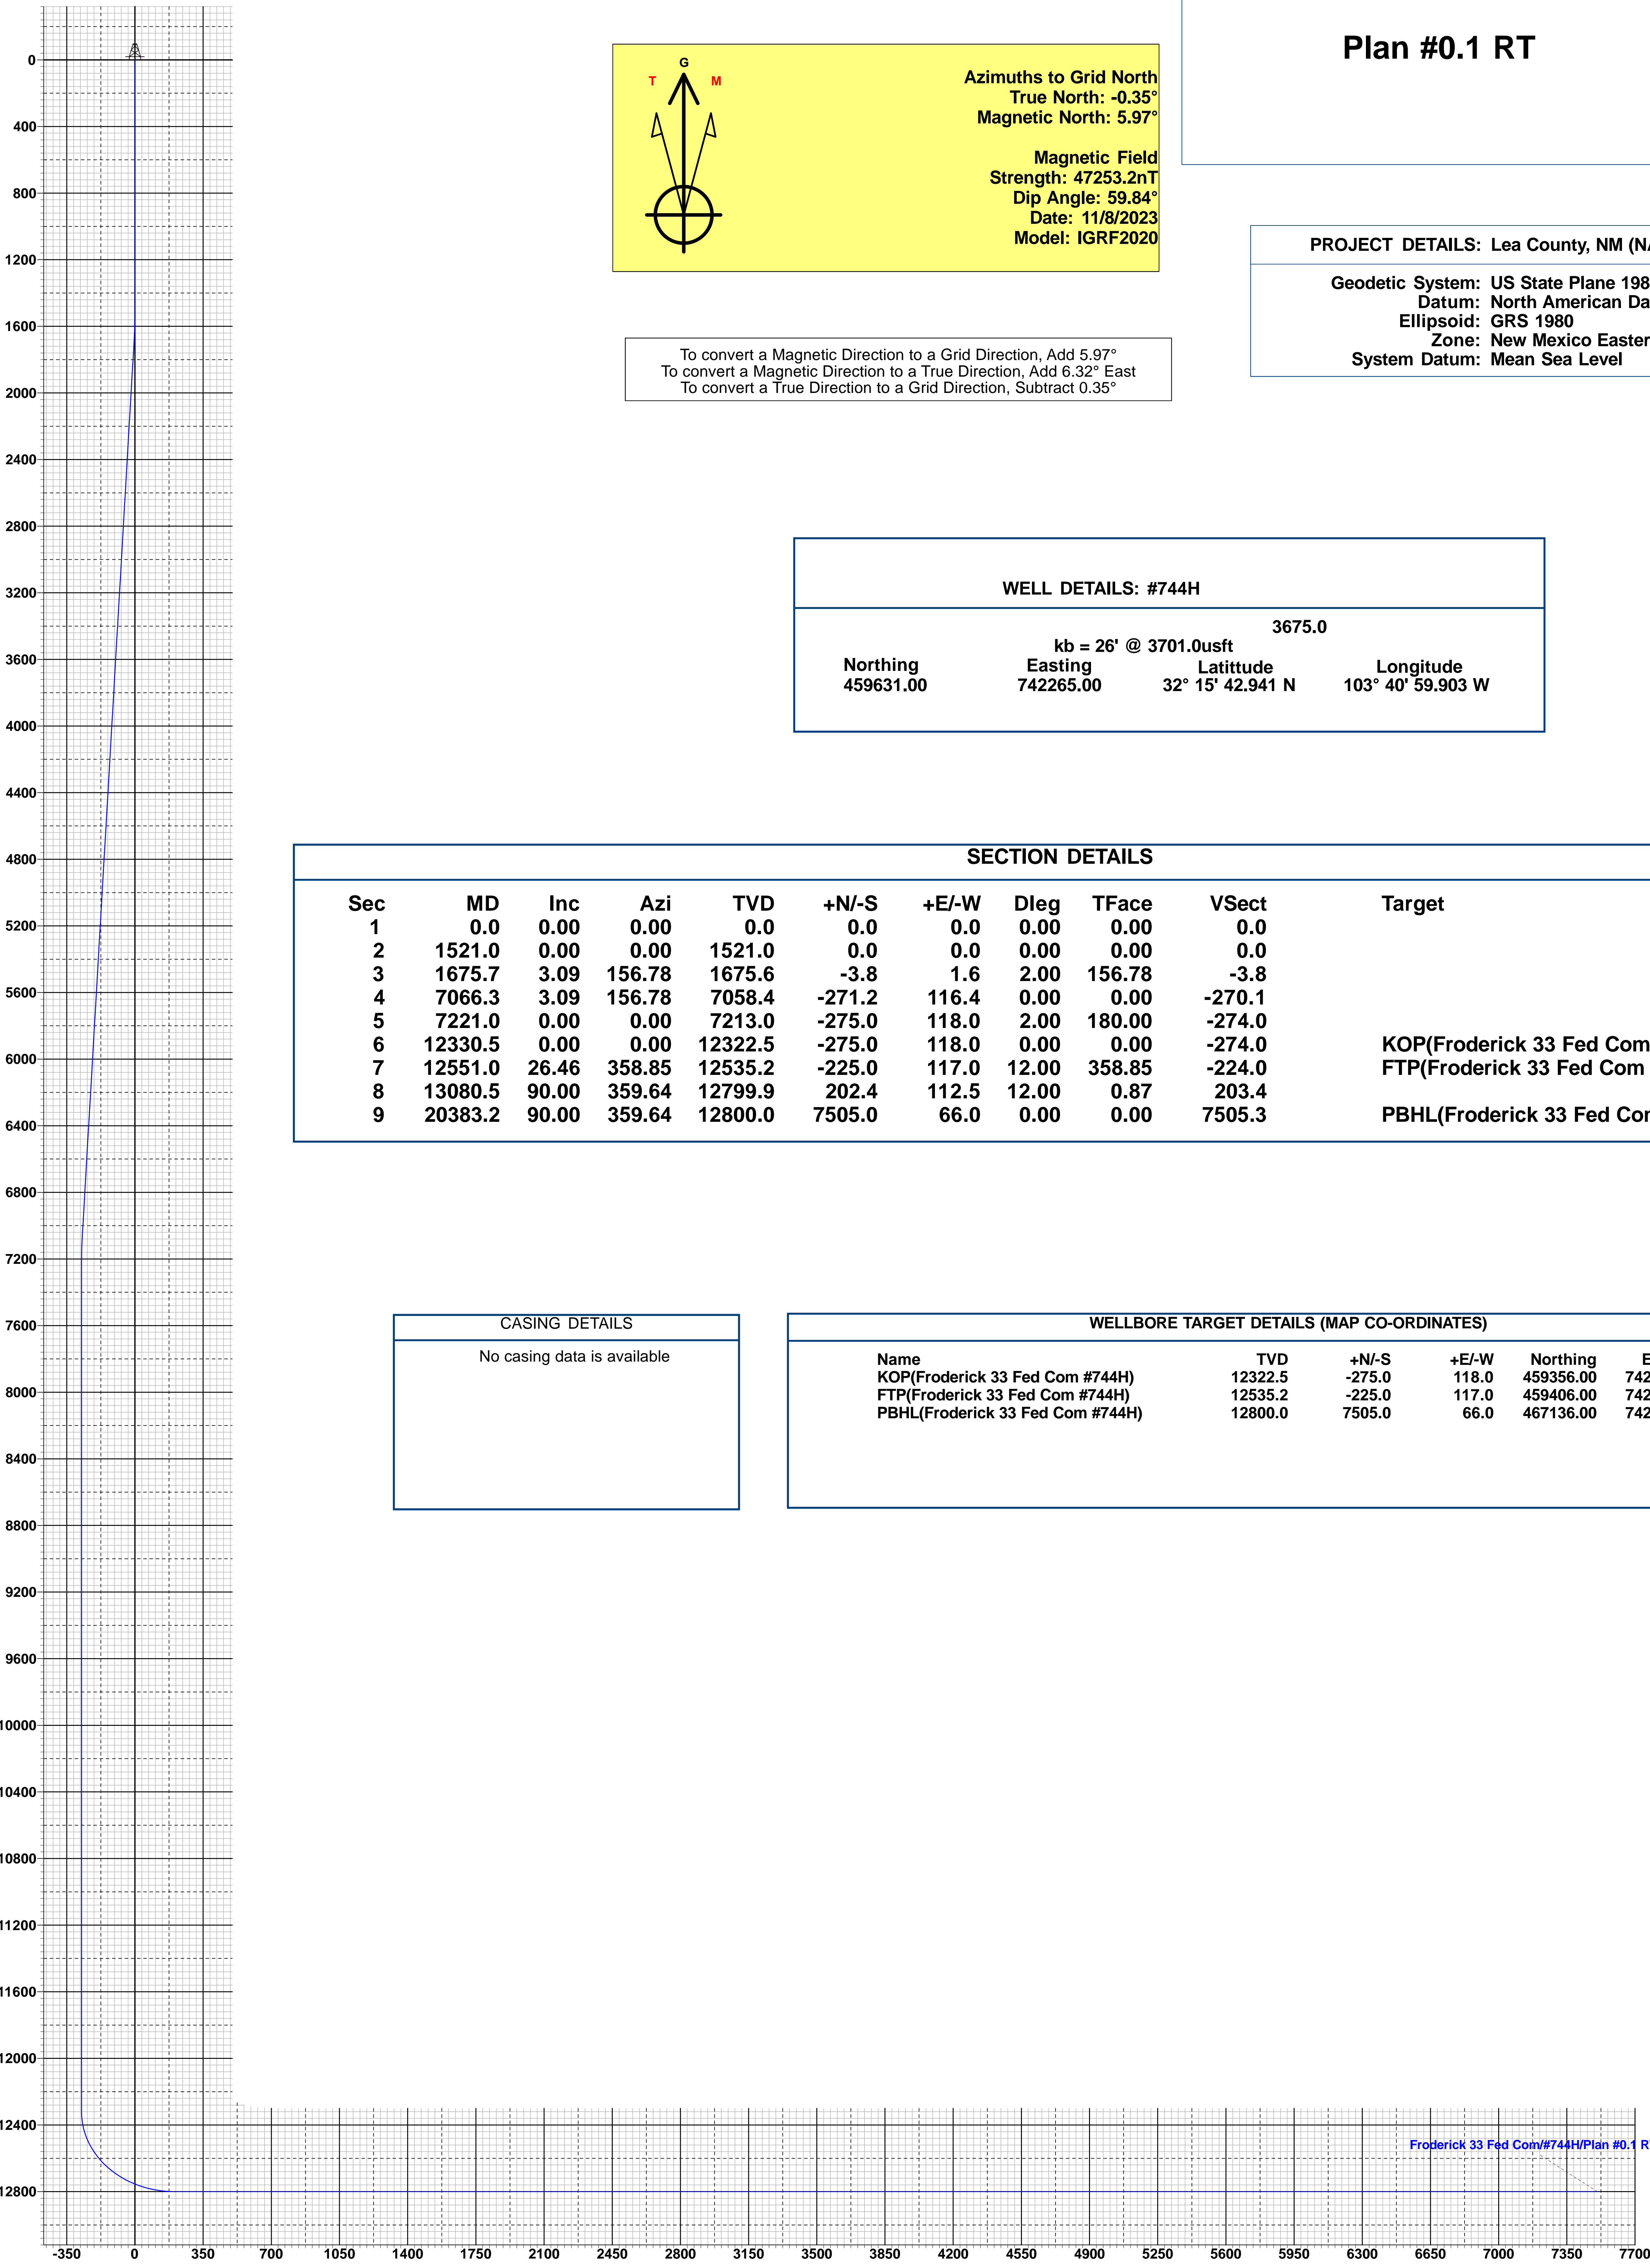 Plan #0.1 RT
G
T M
Azimuths to Grid North
True North: -0.35°
Magnetic North: 5.97°
Magnetic Field
Strength: 47253.2nT
Dip Angle: 59.84°
Date: 11/8/2023
Model: IGRF2020
PROJECT DETAILS: Lea County, NM (NA
Geodetic System: US State Plane 198
Datum: North American Da
Ellipsoid: GRS 1980
Zone: New Mexico Easter
System Datum: Mean Sea Level
To convert a Magnetic Direction to a Grid Direction, Add 5.97°
To convert a Magnetic Direction to a True Direction, Add 6.32° East
To convert a True Direction to a Grid Direction, Subtract 0.35°
WELL DETAILS: #744H
3675.0
kb = 26' @ 3701.0usft
Northing Easting Latittude Longitude
459631.00 742265.00 32° 15' 42.941 N 103° 40' 59.903 W
SECTION DETAILS
Sec MD Inc Azi TVD +N/-S +E/-W Dleg TFace VSect Target
1 0.0 0.00 0.00 0.0 0.0 0.0 0.00 0.00 0.0
2 1521.0 0.00 0.00 1521.0 0.0 0.0 0.00 0.00 0.0
3 1675.7 3.09 156.78 1675.6 -3.8 1.6 2.00 156.78 -3.8
4 7066.3 3.09 156.78 7058.4 -271.2 116.4 0.00 0.00 -270.1
5 7221.0 0.00 0.00 7213.0 -275.0 118.0 2.00 180.00 -274.0
6 12330.5 0.00 0.00 12322.5 -275.0 118.0 0.00 0.00 -274.0 KOP(Froderick 33 Fed Com
7 12551.0 26.46 358.85 12535.2 -225.0 117.0 12.00 358.85 -224.0 FTP(Froderick 33 Fed Com
8 13080.5 90.00 359.64 12799.9 202.4 112.5 12.00 0.87 203.4
9 20383.2 90.00 359.64 12800.0 7505.0 66.0 0.00 0.00 7505.3 PBHL(Froderick 33 Fed Co
CASING DETAILS
No casing data is available
WELLBORE TARGET DETAILS (MAP CO-ORDINATES)
Name TVD +N/-S +E/-W Northing E
KOP(Froderick 33 Fed Com #744H) 12322.5 -275.0 118.0 459356.00 742
FTP(Froderick 33 Fed Com #744H) 12535.2 -225.0 117.0 459406.00 742
PBHL(Froderick 33 Fed Com #744H) 12800.0 7505.0 66.0 467136.00 742
0
400
800
1200
1600
2000
2400
2800
3200
3600
4000
4400
4800
5200
5600
6000
6400
6800
7200
7600
8000
8400
8800
9200
9600
10000
10400
10800
11200
11600
12000
12400
12800
Froderick 33 Fed Com/#744H/Plan #0.1 R
-350 0 350 700 1050 1400 1750 2100 2450 2800 3150 3500 3850 4200 4550 4900 5250 5600 5950 6300 6650 7000 7350 7700